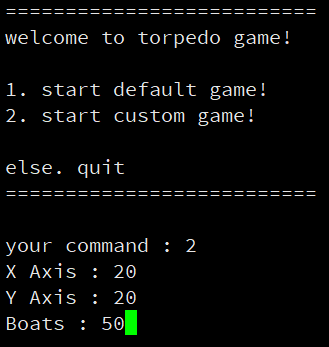 ==========================
welcome to torpedo game!
1. start default game!
2. start custom game!
else. quit
==========================
your command : 2
X Axis : 20
Y Axis : 20
Boats : 50